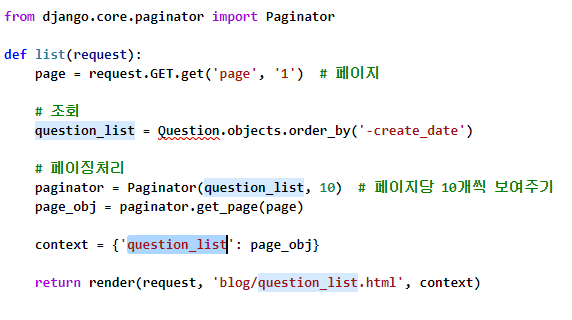 from django.core.paginator import Paginator
def list(request):
page = request.GET.get('page', '1')  # 페이지
# 조회
question_list = Question.objects.order_by('-create_date')
# 페이징처리
paginator = Paginator(question_list, 10)  # 페이지당 10개씩 보여주기
page_obj = paginator.get_page(page)
context = {'question_list': page_obj}
return render(request, 'blog/question_list.html', context)